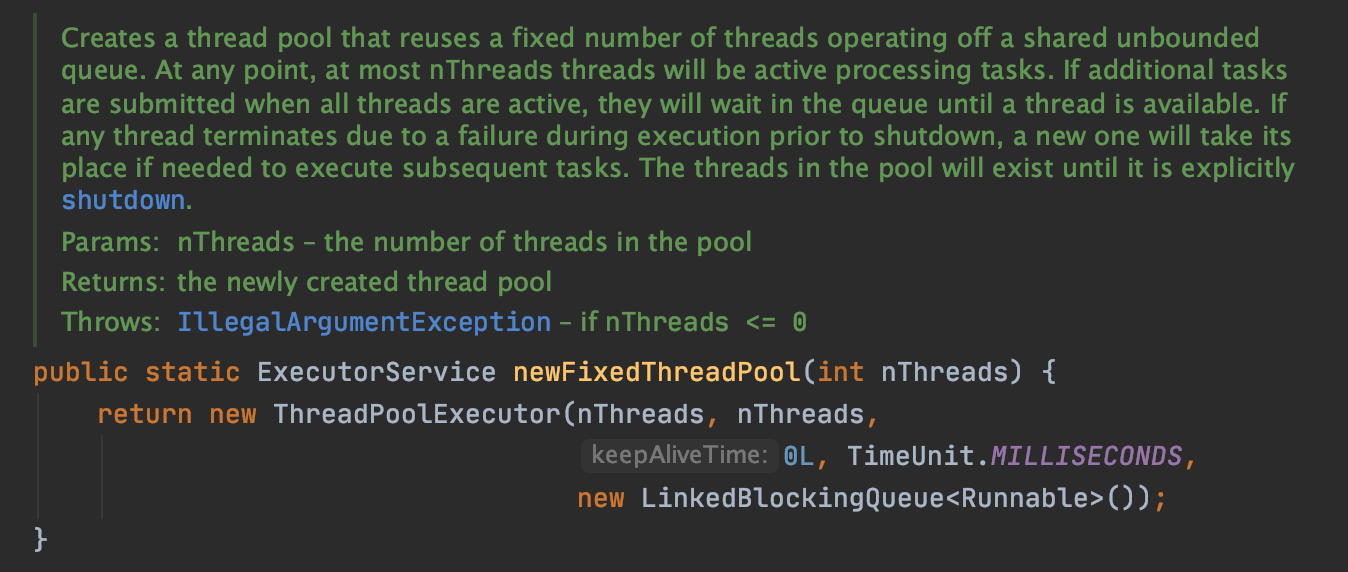 Creates a thread pool that reuses a fixed number of threads operating off a shared unbounded
queue. At any point, at most nThreads threads will be active processing tasks. If additional tasks
are submitted when all threads are active, they will wait in the queue until a thread is available. If
any thread terminates due to a failure during execution prior to shutdown, a new one will take its
place if needed to execute subsequent tasks. The threads in the pool will exist until it is explicitly
shutdown.
Params: nThreads – the number of threads in the pool
Returns: the newly created thread pool
Throws: IllegalArgumentException – if nThreads <= 0
public static ExecutorService newFixedThreadPool(int nThreads) {
return new ThreadPoolExecutor(nThreads, nThreads,
keepAliveTime: 0L, TimeUnit.MILLISECONDS,
new LinkedBlockingQueue<Runnable>());
}